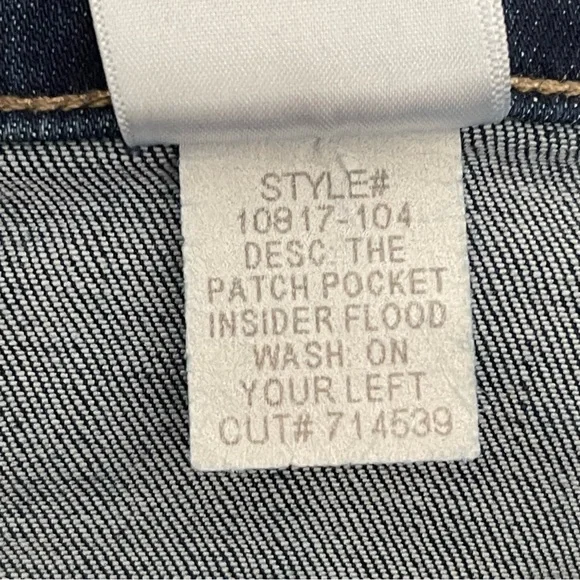 STYLE#
10817-104
DESC: THE
PATCH POCKET
INSIDER FLOOD
WASH: ON
YOUR LEFT
CUT# 714539